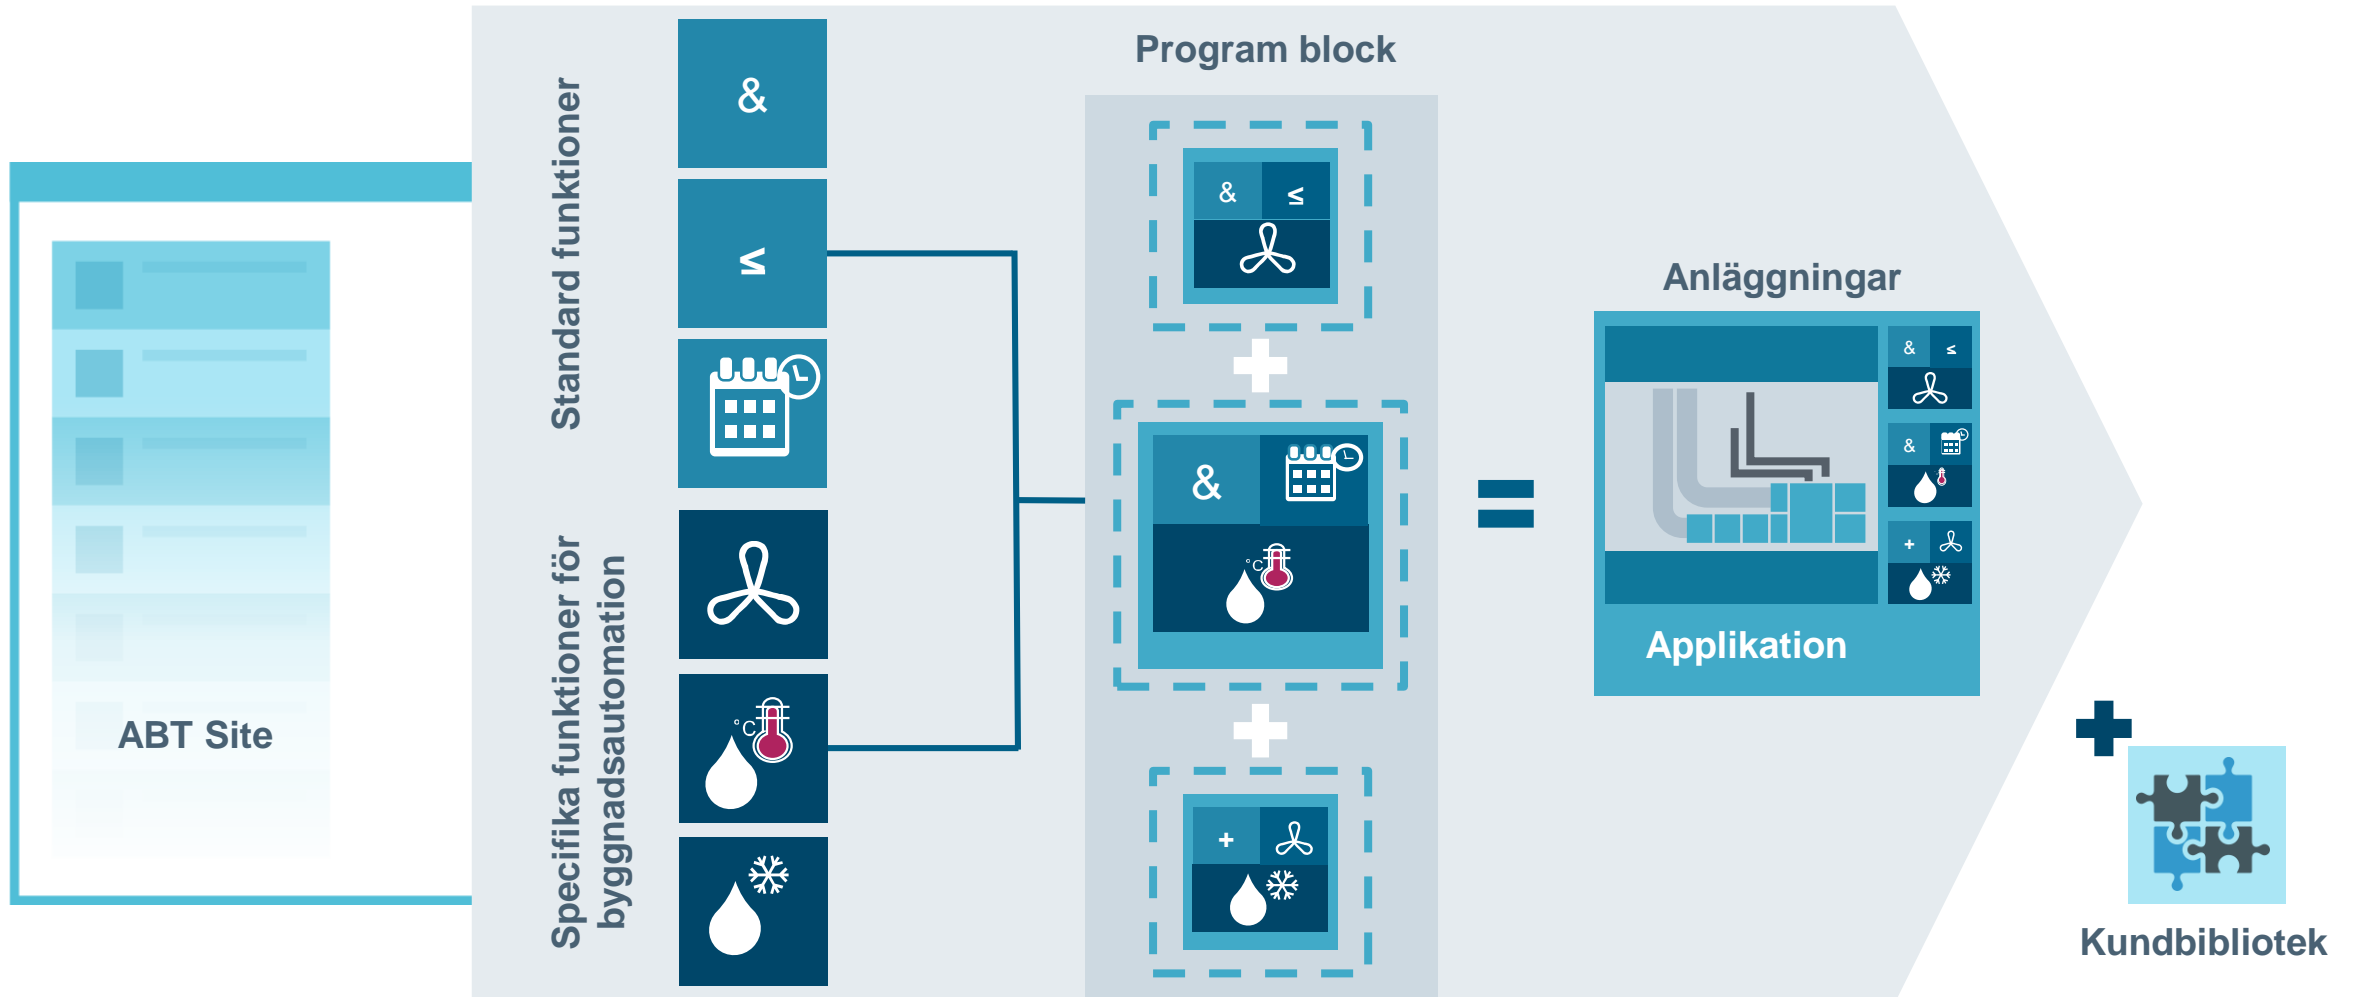 ABT Site
Standard funktioner
&
≤
Specifika funktioner för
byggnadsautomation
°C
Program block
& ≤
&
°C
+
=
Anläggningar
& ≤
&
+
Applikation
+
Kundbibliotek